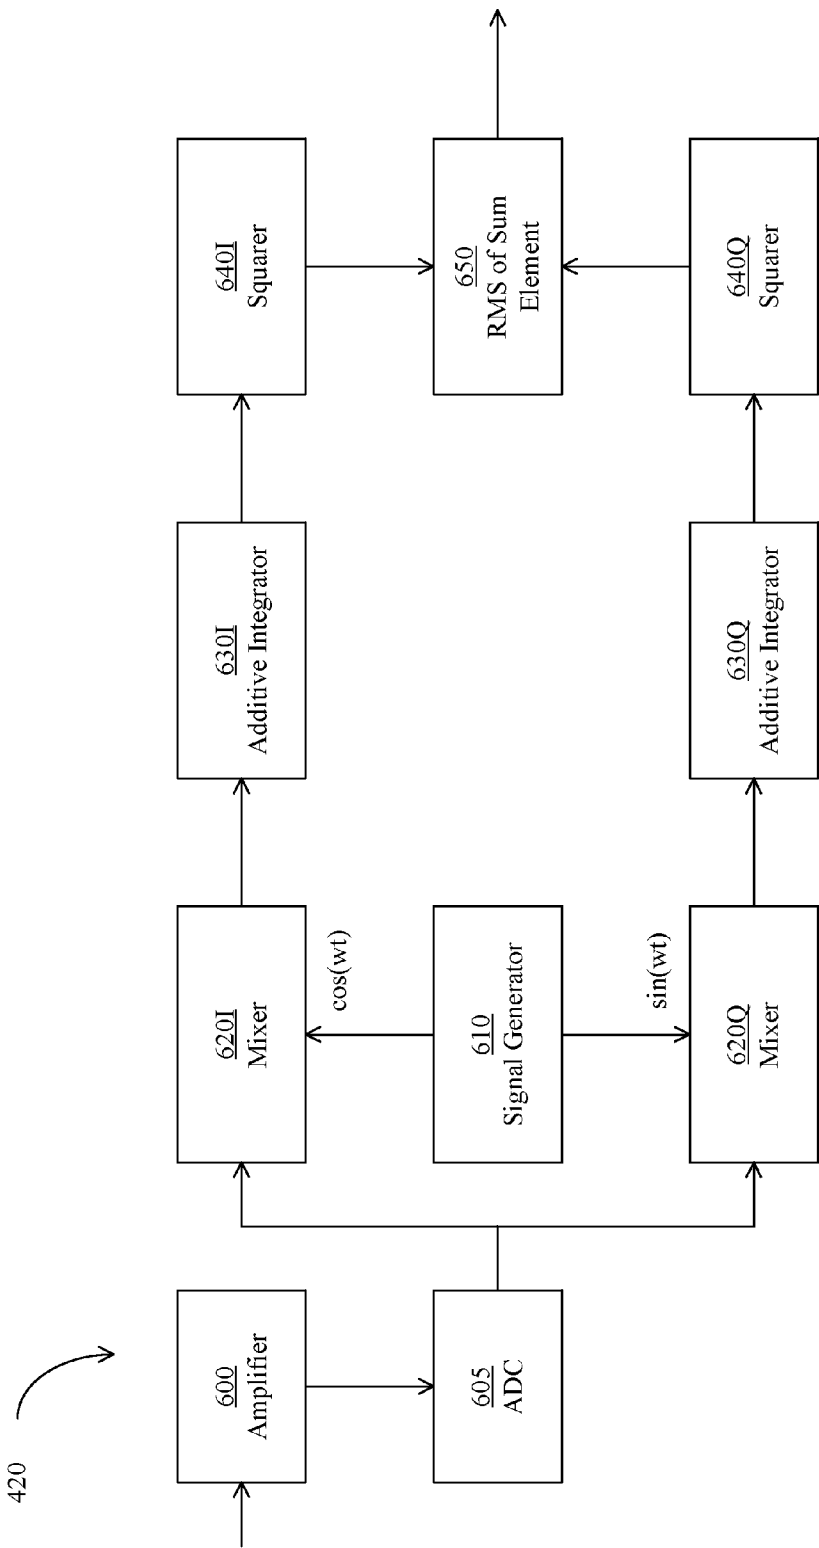 420
600
Amplifier
605
ADC
620I
Mixer
cos(wt)
610
Signal Generator
sin(wt)
620Q
Mixer
630I
Additive Integrator
630Q
Additive Integrator
640I
Squarer
650
RMS of Sum
Element
640Q
Squarer